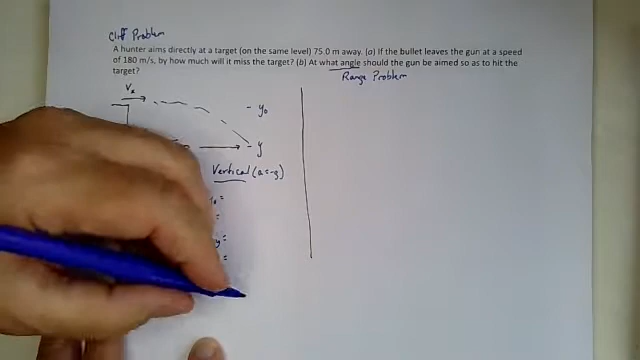 Cliff Problem
A hunter aims directly at a target (on the same level) 75.0 m away. (a) If the bullet leaves the gun at a speed
of 180 m/s, by how much will it miss the target? (b) At what angle should the gun be aimed so as to hit the
target?
Range Problem
Vx
- y₀
- y
Vertical (a=-g)
y₀ =
=
y =
=